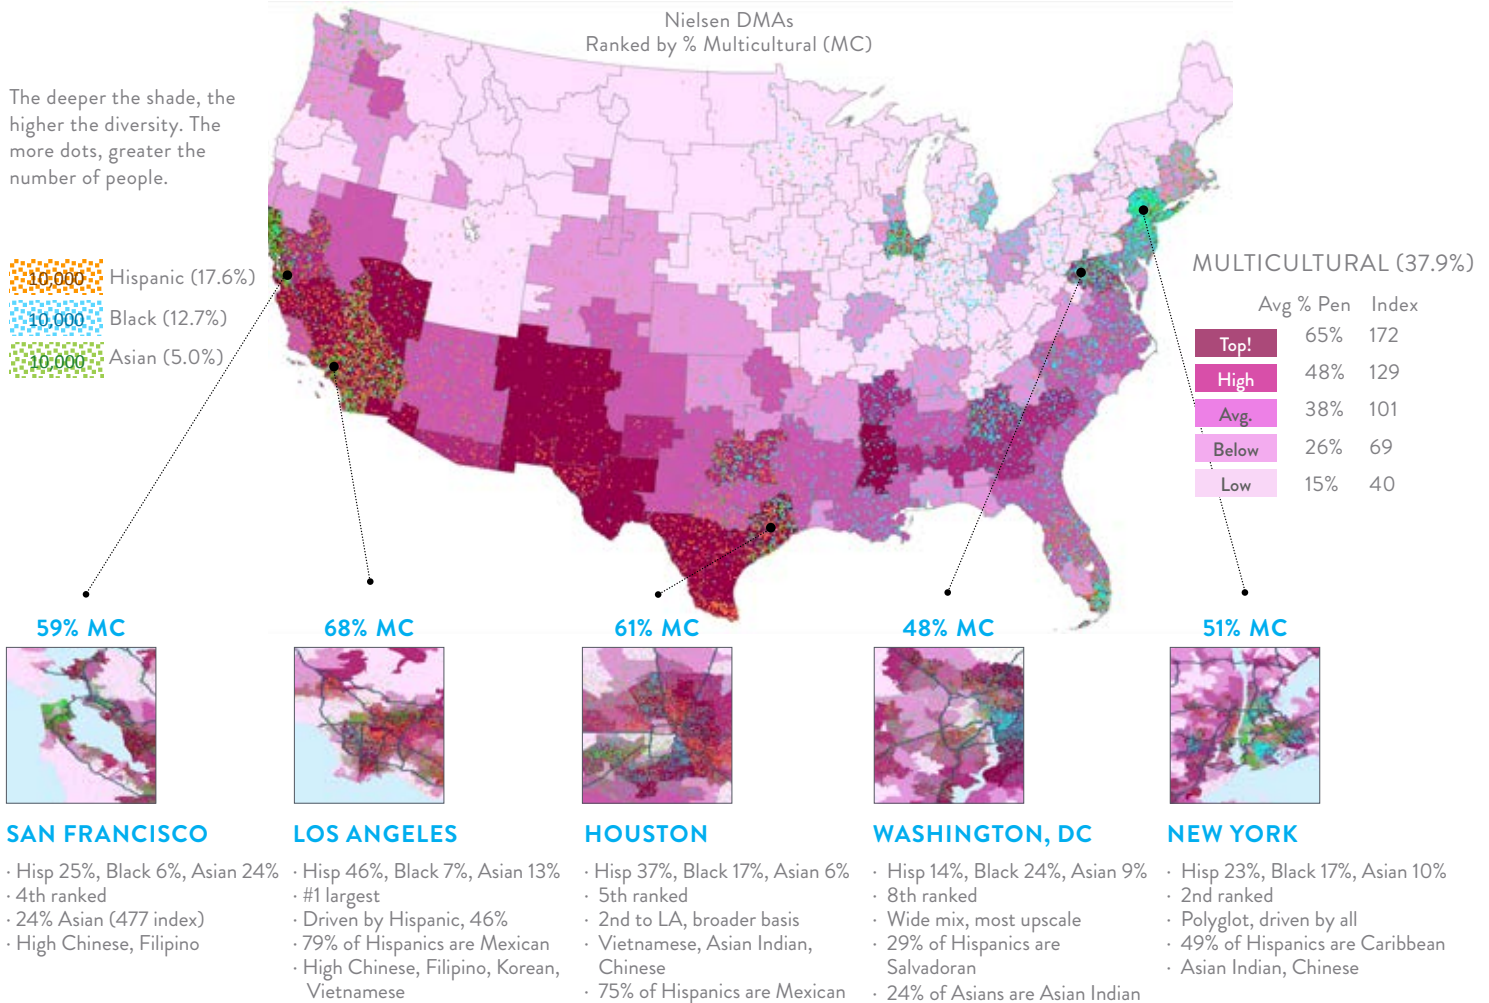 Nielsen DMAs
Ranked by % Multicultural (MC)
The deeper the shade, the
higher the diversity. The
more dots, greater the
number of people.
10,000 Hispanic (17.6%)
10,000 Black (12.7%)
10,000 Asian (5.0%)
MULTICULTURAL (37.9%)
Avg % Pen Index
Top! 65% 172
High 48% 129
Avg. 38% 101
Below 26% 69
Low 15% 40
59% MC
68% MC
61% MC
48% MC
51% MC
SAN FRANCISCO
· Hisp 25%, Black 6%, Asian 24%
· 4th ranked
· 24% Asian (477 index)
· High Chinese, Filipino
LOS ANGELES
· Hisp 46%, Black 7%, Asian 13%
· #1 largest
· Driven by Hispanic, 46%
· 79% of Hispanics are Mexican
· High Chinese, Filipino, Korean,
Vietnamese
HOUSTON
· Hisp 37%, Black 17%, Asian 6%
· 5th ranked
· 2nd to LA, broader basis
· Vietnamese, Asian Indian,
Chinese
· 75% of Hispanics are Mexican
WASHINGTON, DC
· Hisp 14%, Black 24%, Asian 9%
· 8th ranked
· Wide mix, most upscale
· 29% of Hispanics are
Salvadoran
· 24% of Asians are Asian Indian
NEW YORK
· Hisp 23%, Black 17%, Asian 10%
· 2nd ranked
· Polyglot, driven by all
· 49% of Hispanics are Caribbean
· Asian Indian, Chinese